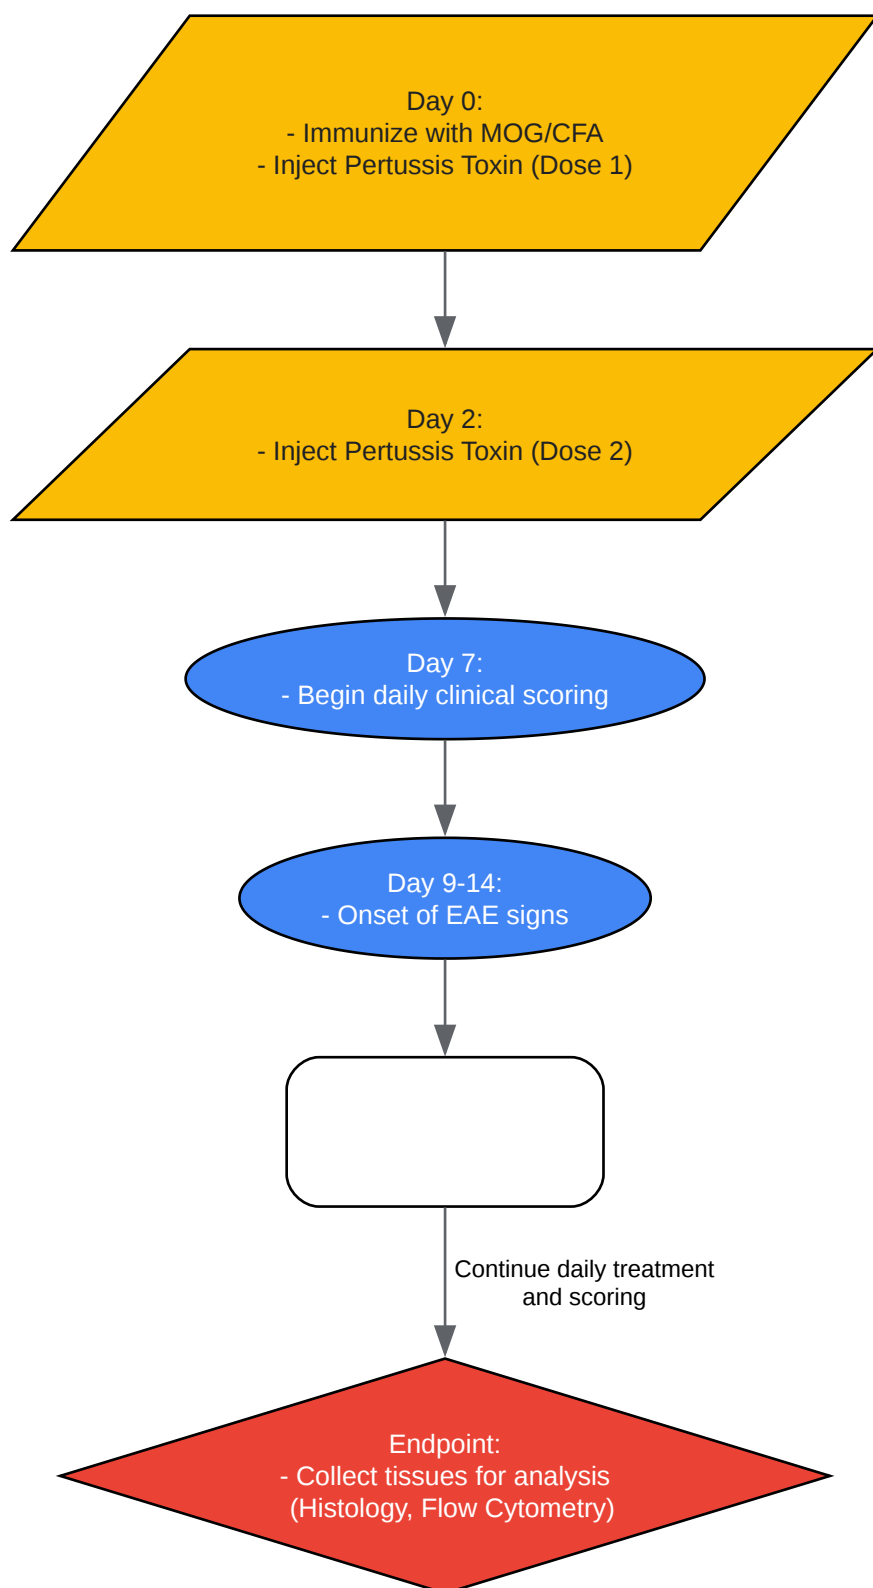 Day 0:
- Immunize with MOG/CFA
- Inject Pertussis Toxin (Dose 1)
Day 2:
- Inject Pertussis Toxin (Dose 2)
Day 7:
- Begin daily clinical scoring
Day 9-14:
- Onset of EAE signs
Continue daily treatment
and scoring
Endpoint:
- Collect tissues for analysis
(Histology, Flow Cytometry)